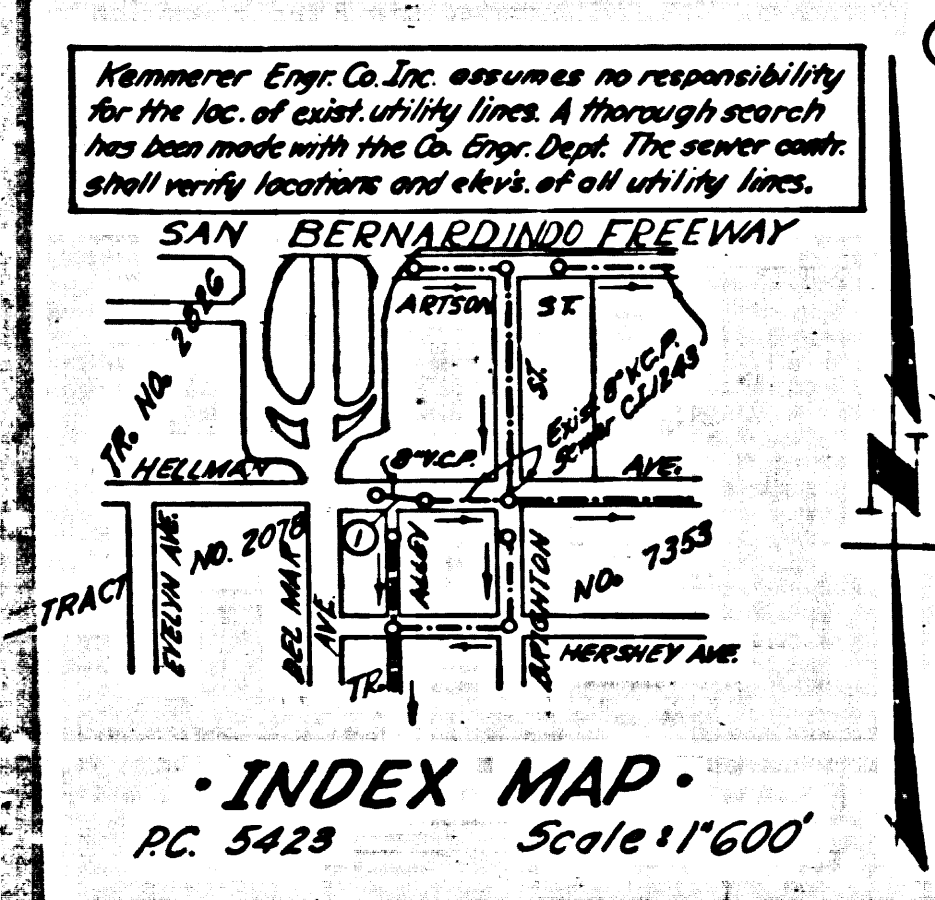 Kemmerer Engr. Co. Inc. assumes no responsibility
for the loc. of exist. utility lines. A thorough search
has been made with the Co. Engr. Dept. The sewer contr.
shall verify locations and elev's. of all utility lines.
SAN BERNARDINDO FREEWAY
TR. NO. 2826
ARTSON ST.
ST.
Exist. 8" V.C.P.
Sewer C.I. 1243
8" V.C.P.
HELLMAN AVE.
1
EVELYN AVE.
NO. 2078
DEL MAR AVE.
ALLEY
BRIGHTON
NO. 7353
TRACT
HERSHEY AVE.
TR.
N
• INDEX MAP •
P.C. 5423 Scale : 1" 600'